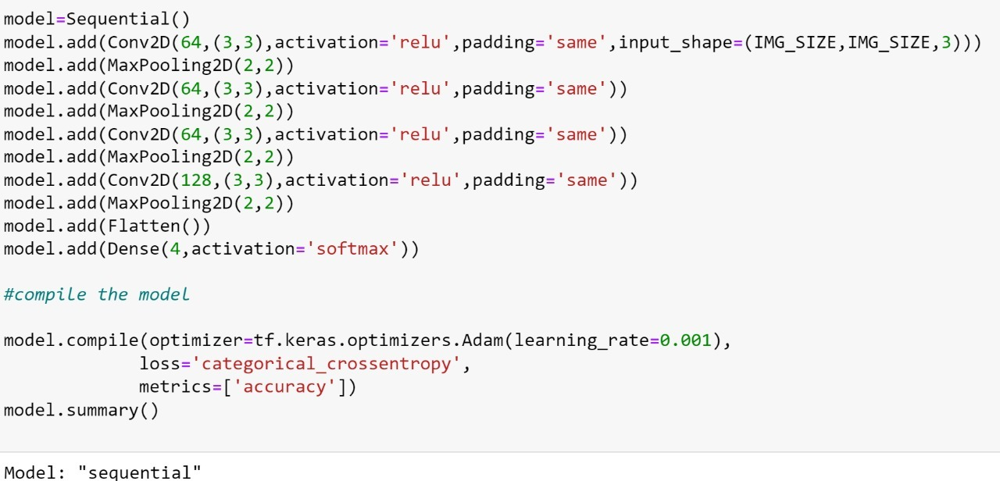 model=Sequential()
model.add(Conv2D(64,(3,3),activation='relu',padding='same',input_shape=(IMG_SIZE,IMG_SIZE,3)))
model.add(MaxPooling2D(2,2))
model.add(Conv2D(64,(3,3),activation='relu',padding='same'))
model.add(MaxPooling2D(2,2))
model.add(Conv2D(64,(3,3),activation='relu',padding='same'))
model.add(MaxPooling2D(2,2))
model.add(Conv2D(128,(3,3),activation='relu',padding='same'))
model.add(MaxPooling2D(2,2))
model.add(Flatten())
model.add(Dense(4,activation='softmax'))
#compile the model
model.compile(optimizer=tf.keras.optimizers.Adam(learning_rate=0.001),
             loss='categorical_crossentropy',
             metrics=['accuracy'])
model.summary()
Model: "sequential"